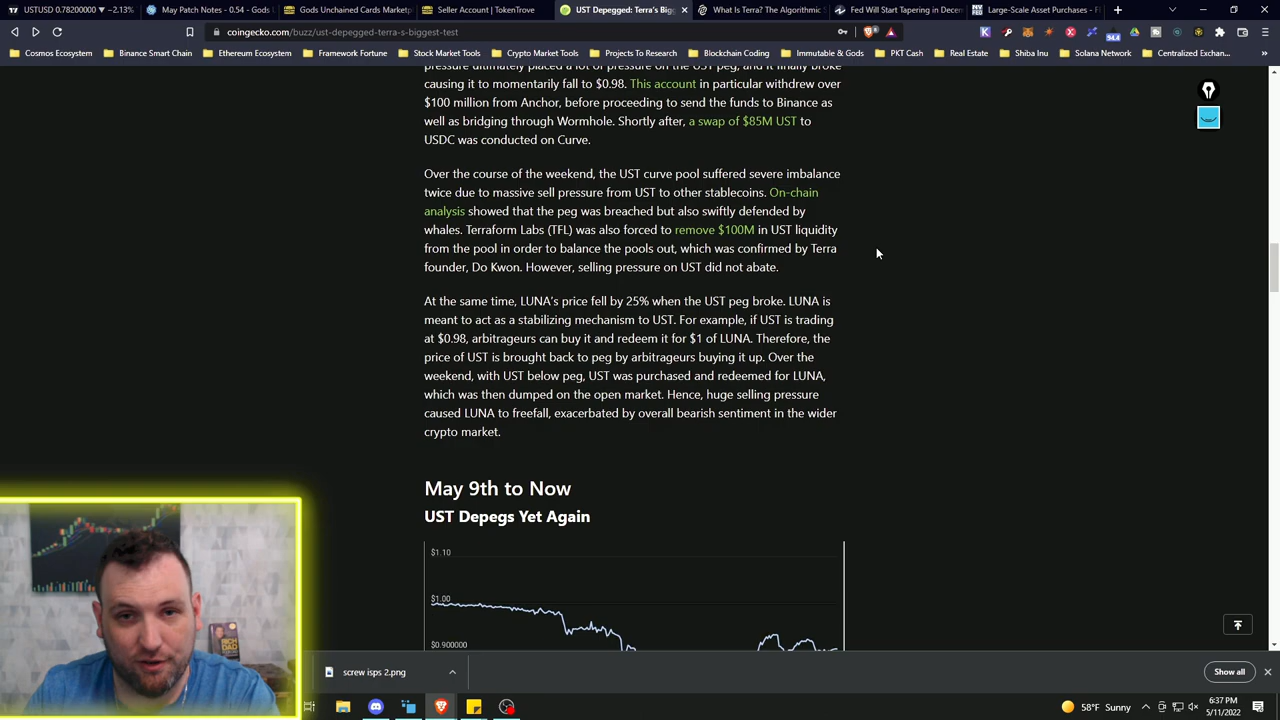 USTUSD 0.78200000 ▼ −2.13%
May Patch Notes - 0.54 - Gods
Gods Unchained Cards Marketp
Seller Account | TokenTrove
UST Depegged: Terra's Bigg
What Is Terra? The Algorithmic S
Fed Will Start Tapering in Decem
Large-Scale Asset Purchases - F
coingecko.com/buzz/ust-depegged-terra-s-biggest-test
Cosmos Ecosystem
Binance Smart Chain
Ethereum Ecosystem
Framework Fortune
Stock Market Tools
Crypto Market Tools
Projects To Research
Blockchain Coding
Immutable & Gods
PKT Cash
Real Estate
Shiba Inu
Solana Network
Centralized Exchan...
pressure ultimately placed a lot of pressure on the UST peg, and it finally broke
causing it to momentarily fall to $0.98. This account in particular withdrew over
$100 million from Anchor, before proceeding to send the funds to Binance as
well as bridging through Wormhole. Shortly after, a swap of $85M UST to
USDC was conducted on Curve.
Over the course of the weekend, the UST curve pool suffered severe imbalance
twice due to massive sell pressure from UST to other stablecoins. On-chain
analysis showed that the peg was breached but also swiftly defended by
whales. Terraform Labs (TFL) was also forced to remove $100M in UST liquidity
from the pool in order to balance the pools out, which was confirmed by Terra
founder, Do Kwon. However, selling pressure on UST did not abate.
At the same time, LUNA's price fell by 25% when the UST peg broke. LUNA is
meant to act as a stabilizing mechanism to UST. For example, if UST is trading
at $0.98, arbitrageurs can buy it and redeem it for $1 of LUNA. Therefore, the
price of UST is brought back to peg by arbitrageurs buying it up. Over the
weekend, with UST below peg, UST was purchased and redeemed for LUNA,
which was then dumped on the open market. Hence, huge selling pressure
caused LUNA to freefall, exacerbated by overall bearish sentiment in the wider
crypto market.
May 9th to Now
UST Depegs Yet Again
$1.10
$1.00
$0.900000
RICH
DAD
screw isps 2.png
Show all
58°F Sunny
6:37 PM
5/11/2022